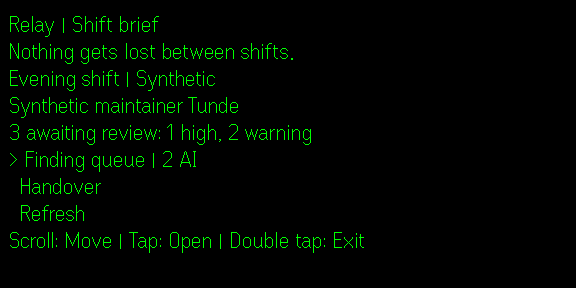 Relay | Shift brief
Nothing gets lost between shifts.
Evening shift | Synthetic
Synthetic maintainer Tunde
3 awaiting review: 1 high, 2 warning
> Finding queue | 2 AI
Handover
Refresh
Scroll: Move | Tap: Open | Double tap: Exit